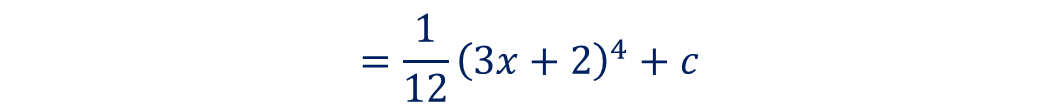 = 1/12 (3x + 2)⁴ + c